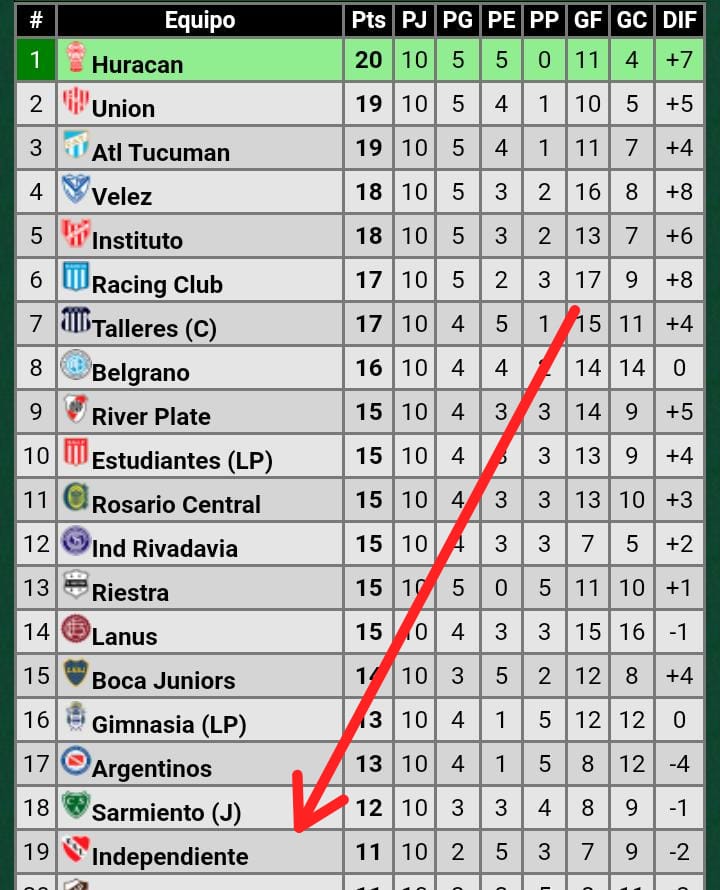 # Equipo Pts PJ PG PE PP GF GC DIF
1 Huracan 20 10 5 5 0 11 4 +7
2 Union 19 10 5 4 1 10 5 +5
3 Atl Tucuman 19 10 5 4 1 11 7 +4
4 Velez 18 10 5 3 2 16 8 +8
5 Instituto 18 10 5 3 2 13 7 +6
6 Racing Club 17 10 5 2 3 17 9 +8
7 Talleres (C) 17 10 4 5 1 15 11 +4
8 Belgrano 16 10 4 4 2 14 14 0
9 River Plate 15 10 4 3 3 14 9 +5
10 Estudiantes (LP) 15 10 4 3 3 13 9 +4
11 Rosario Central 15 10 4 3 3 13 10 +3
12 Ind Rivadavia 15 10 4 3 3 7 5 +2
13 Riestra 15 10 5 0 5 11 10 +1
14 Lanus 15 10 4 3 3 15 16 -1
15 Boca Juniors 14 10 3 5 2 12 8 +4
16 Gimnasia (LP) 13 10 4 1 5 12 12 0
17 Argentinos 13 10 4 1 5 8 12 -4
18 Sarmiento (J) 12 10 3 3 4 8 9 -1
19 Independiente 11 10 2 5 3 7 9 -2